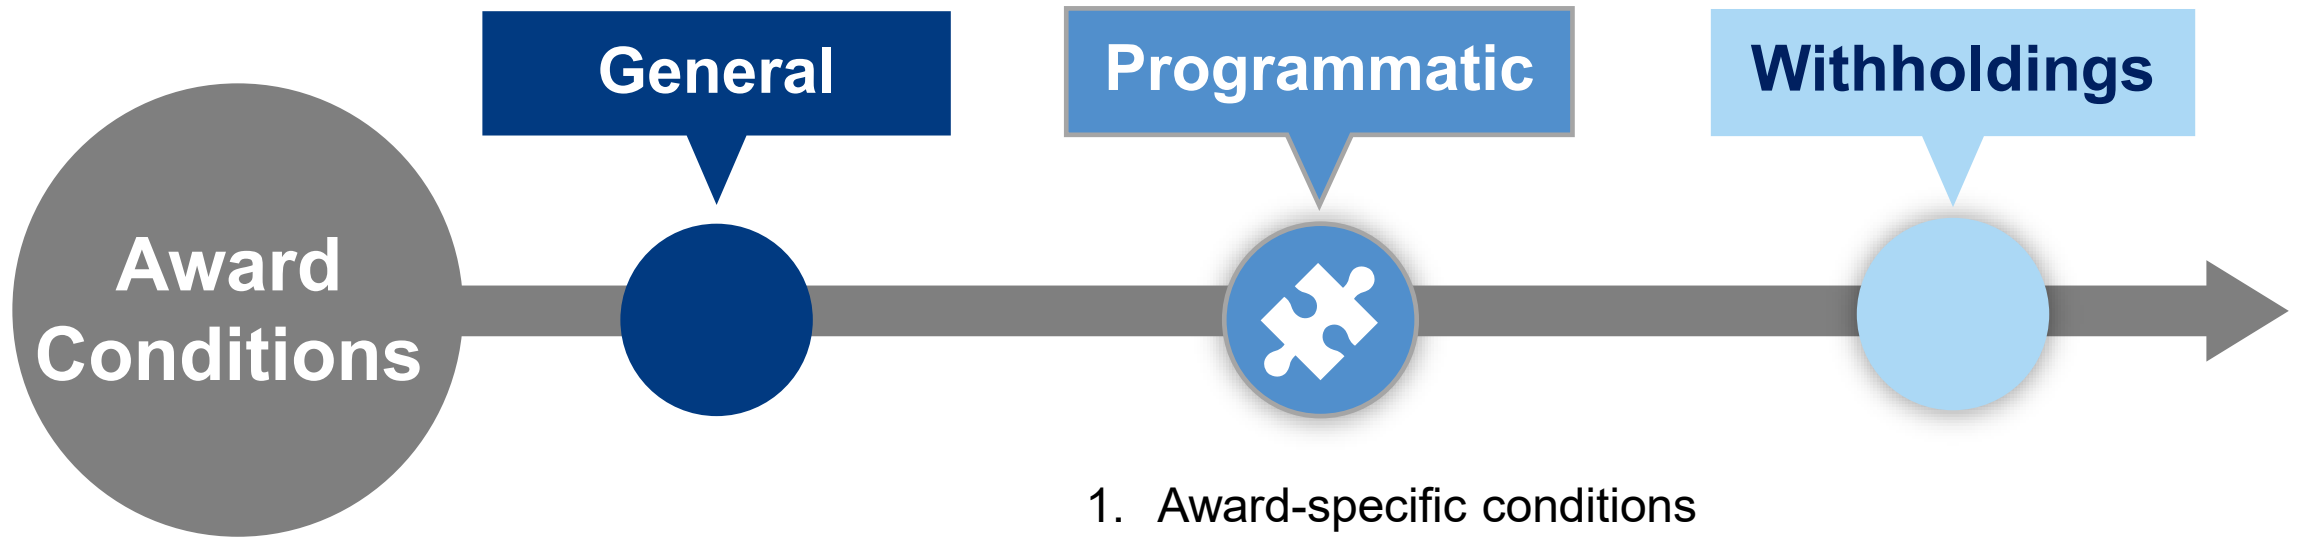 General
Programmatic
Withholdings
Award
Conditions
1. Award-specific conditions